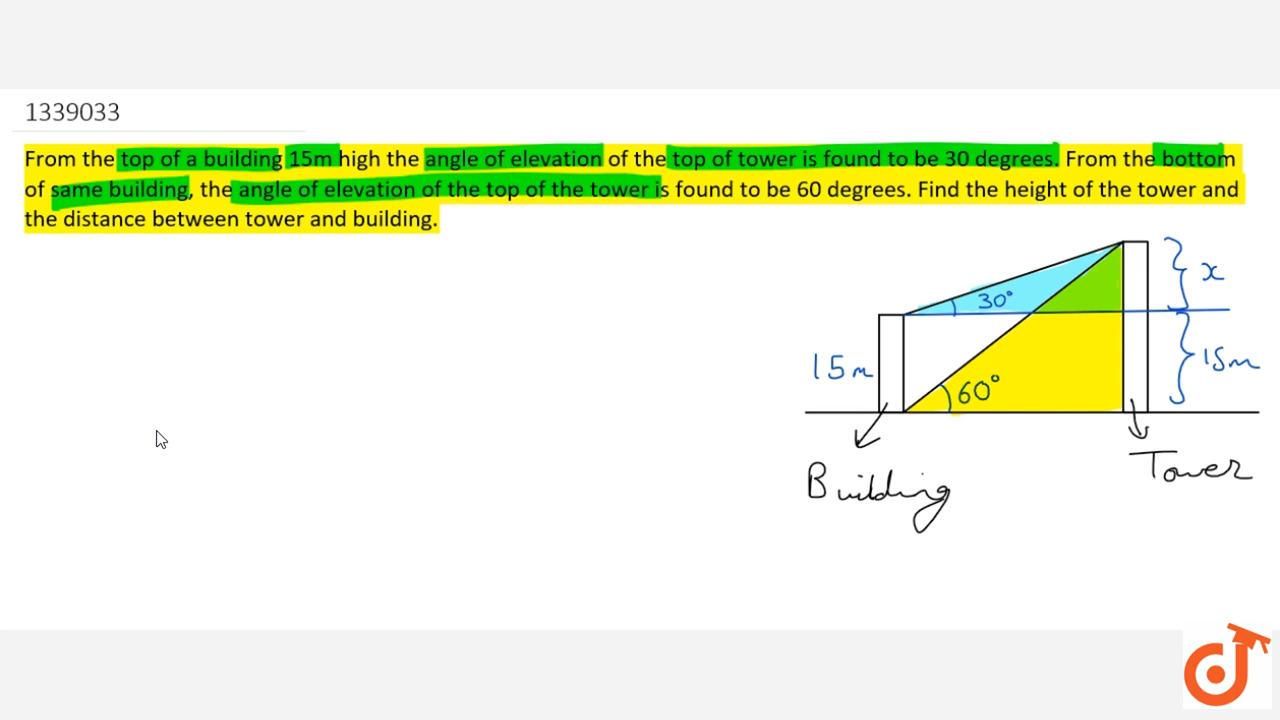 1339033
From the top of a building 15m high the angle of elevation of the top of tower is found to be 30 degrees. From the bottom
of same building, the angle of elevation of the top of the tower is found to be 60 degrees. Find the height of the tower and
the distance between tower and building.
x
30°
15m
15m
60°
Tower
Building